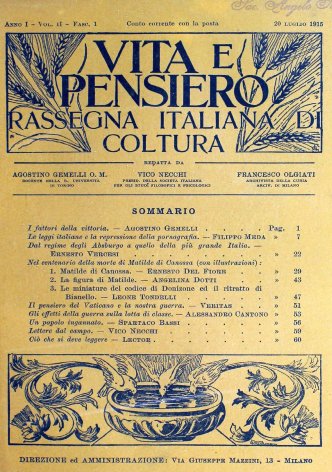 Sac. Angelo
ANNO I - VOL. II - FASC. 1
Conto corrente con la posta
20 LUGLIO 1915
VITA E
PENSIERO
RASSEGNA ITALIANA DI
COLTURA
REDATTA DA
AGOSTINO GEMELLI O. M.
DOCENTE NELLA R. UNIVERSITÀ
DI TORINO
VICO NECCHI
PRESID. DELLA SOCIETÀ ITALIANA
PER GLI STUDI FILOSOFICI E PSICOLOGICI
FRANCESCO OLGIATI
ARCHIVISTA DELLA CURIA
ARCIV. DI MILANO
SOMMARIO
I fattori della vittoria. — AGOSTINO GEMELLI . Pag. 1
Le leggi italiane e la repressione della pornografia. — FILIPPO MEDA » 7
Dal regime degli Absburgo a quello della più grande Italia. —
ERNESTO VERCESI » 22
Nel centenario della morte di Matilde di Canossa (con illustrazioni) :
1. Matilde di Canossa. — ERNESTO DEL FIORE » 29
2. La figura di Matilde. — ANGELINA DOTTI » 43
3. Le miniature del codice di Donizone ed il ritratto di
Bianello. — LEONE TONDELLI » 47
Il pensiero del Vaticano e la nostra guerra. — VERITAS » 51
Gli effetti della guerra sulla lotta di classe. — ALESSANDRO CANTONO » 53
Un popolo ingannato. — SPARTACO BASSI » 56
Lettere dal campo. — VICO NECCHI » 59
Ciò che si deve leggere — LECTOR » 60
DIREZIONE ed AMMINISTRAZIONE: VIA GIUSEPPE MAZZINI, 13 - MILANO